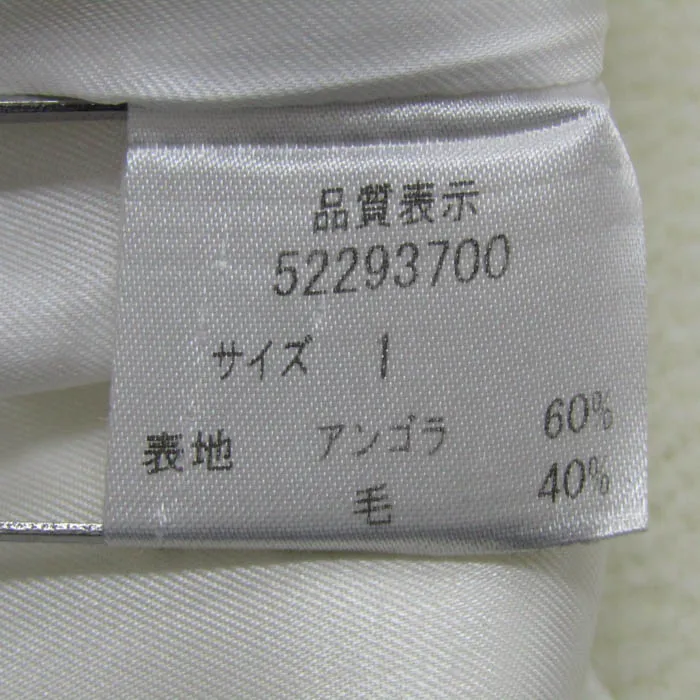 品質表示
52293700
サイズ 1
表地 アンゴラ 60%
毛 40%